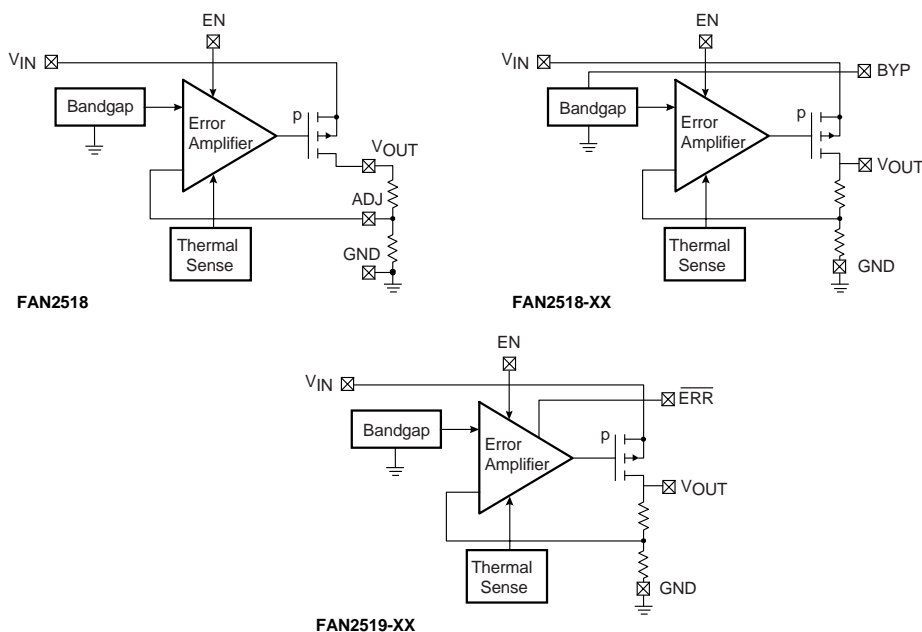 EN
VIN
Bandgap
p
Error
Amplifier
VOUT
ADJ
Thermal
Sense
GND
FAN2518
EN
VIN
BYP
Bandgap
p
Error
Amplifier
VOUT
Thermal
Sense
GND
FAN2518-XX
EN
VIN
ERR
Bandgap
p
Error
Amplifier
VOUT
Thermal
Sense
GND
FAN2519-XX